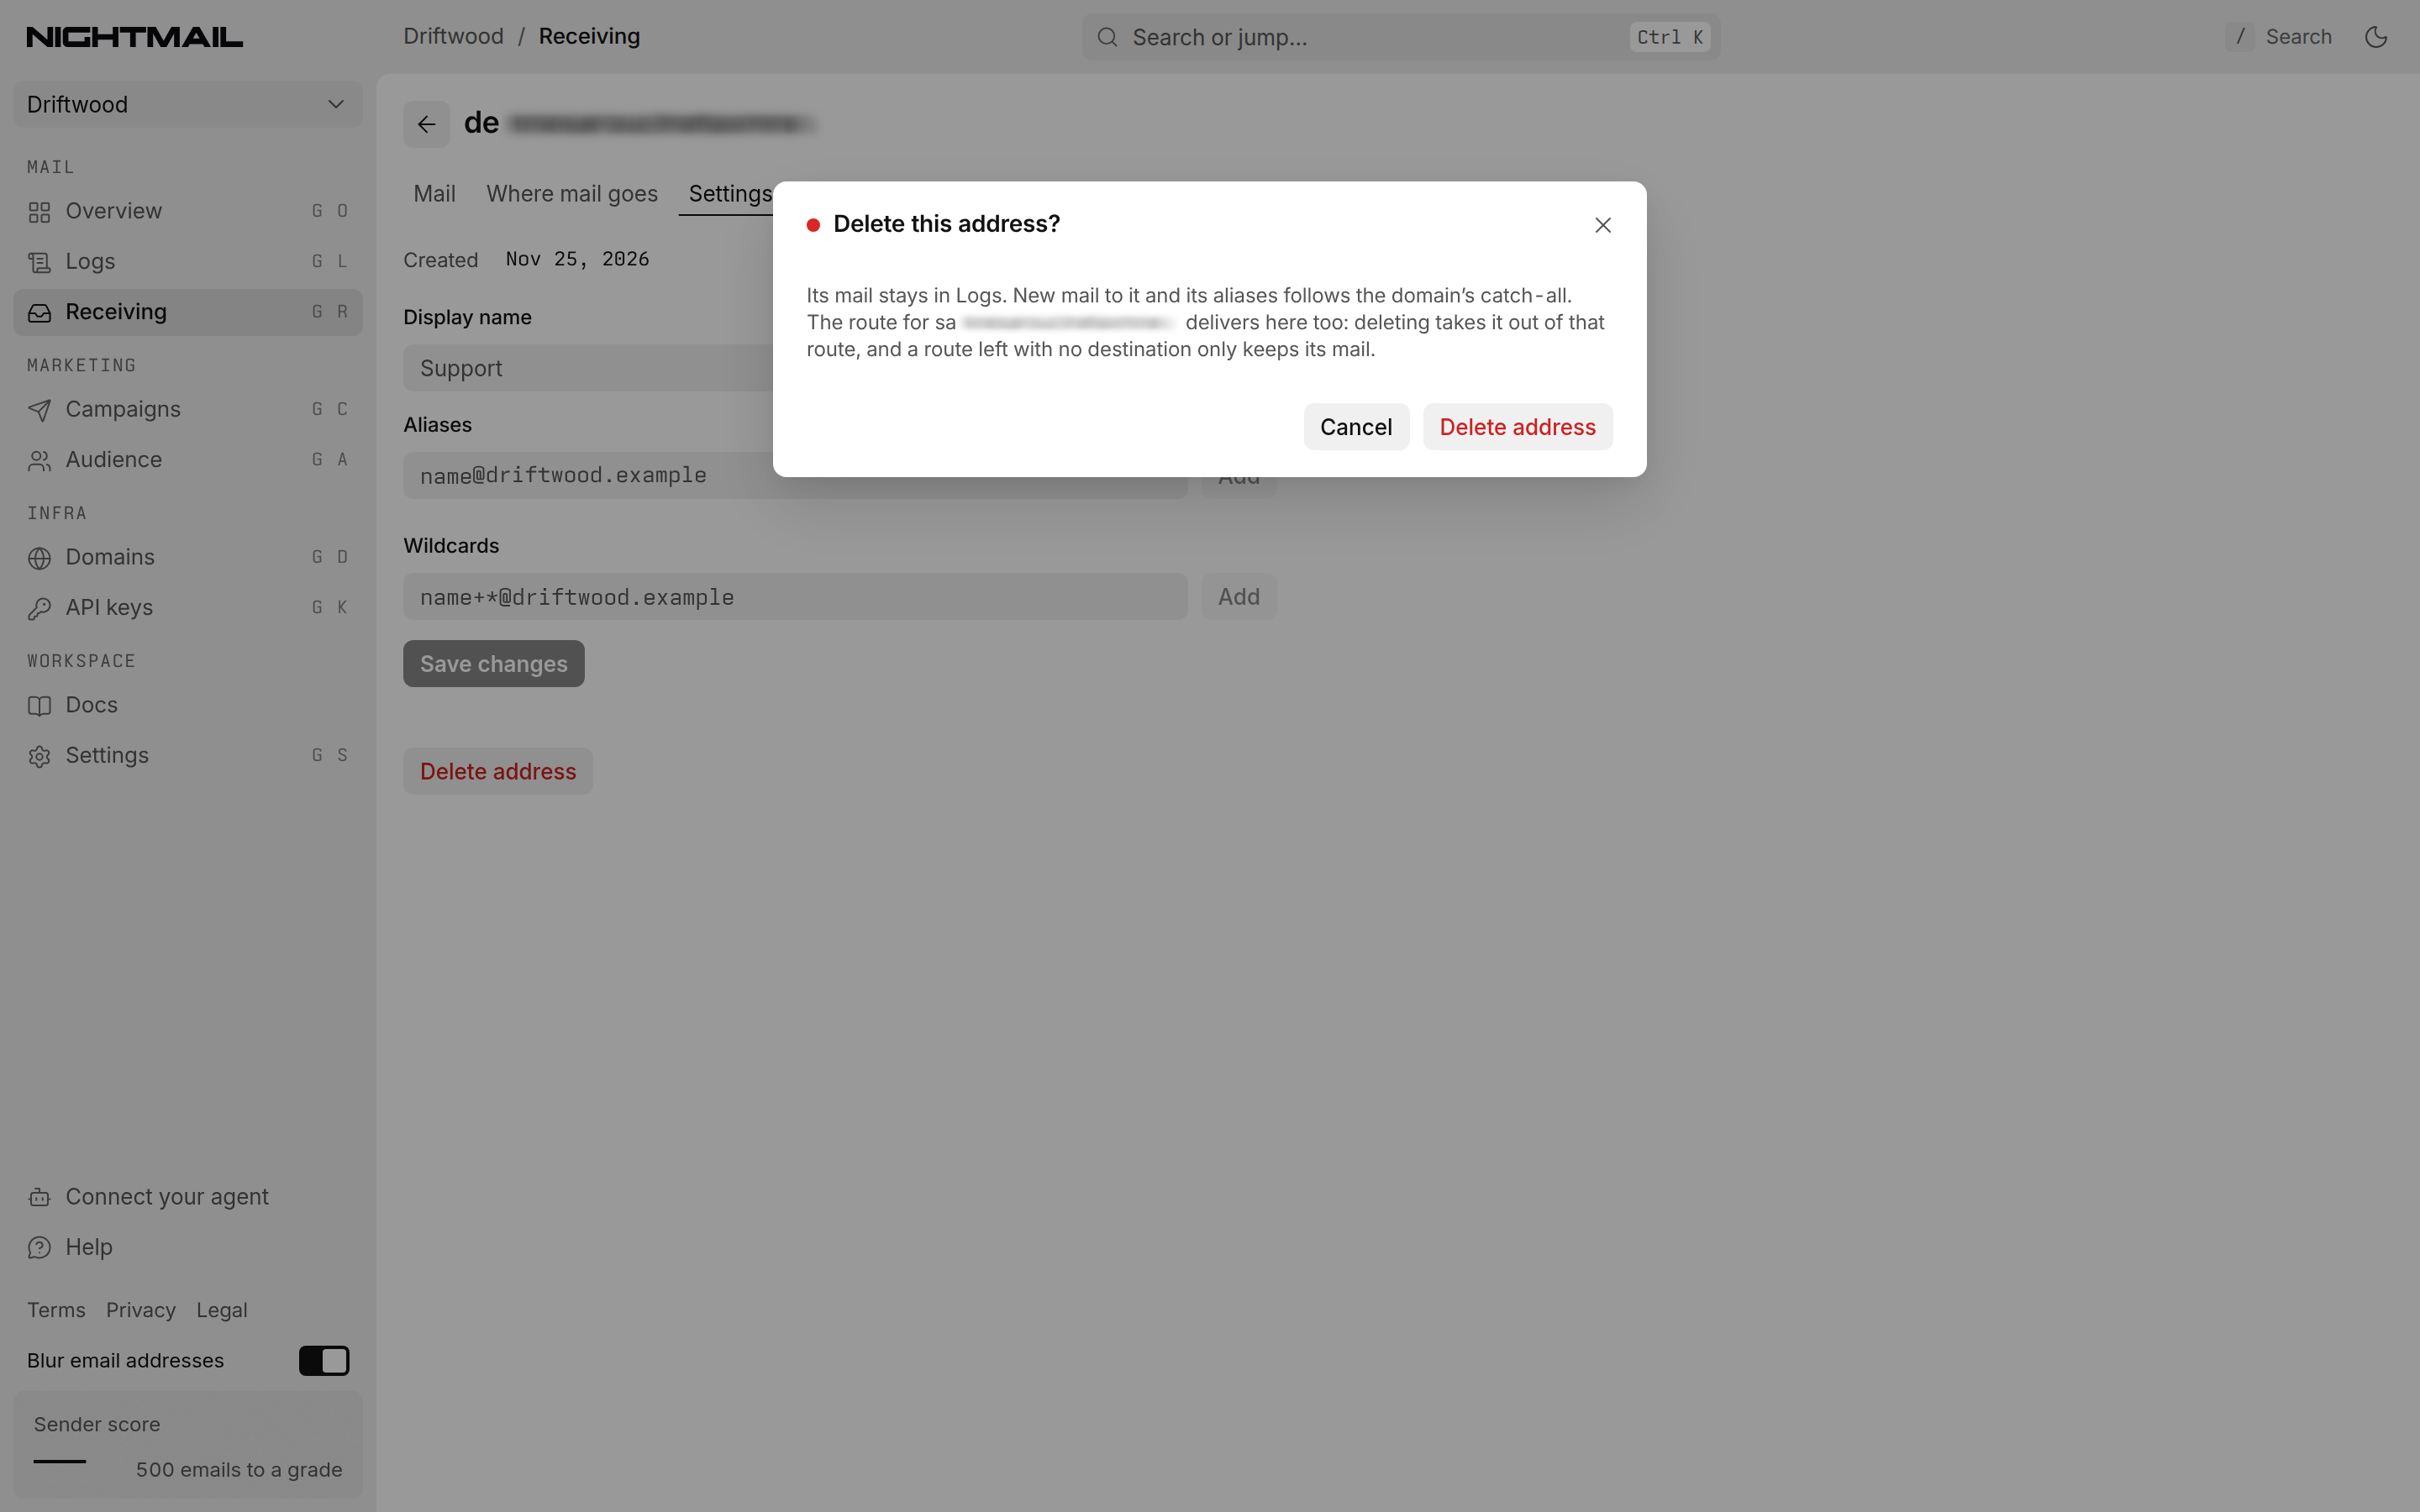 NIGHTMAIL
Driftwood / Receiving
Search or jump...
Ctrl K
/ Search
Driftwood
MAIL
Overview G O
Logs G L
Receiving G R
MARKETING
Campaigns G C
Audience G A
INFRA
Domains G D
API keys G K
WORKSPACE
Docs
Settings G S
Connect your agent
Help
Terms Privacy Legal
Blur email addresses
Sender score
500 emails to a grade
de
Mail Where mail goes Settings
Created Nov 25, 2026
Display name
Support
Aliases
name@driftwood.example
Add
Wildcards
name+*@driftwood.example
Add
Save changes
Delete address
Delete this address?
Its mail stays in Logs. New mail to it and its aliases follows the domain’s catch-all.
The route for sa delivers here too: deleting takes it out of that
route, and a route left with no destination only keeps its mail.
Cancel
Delete address